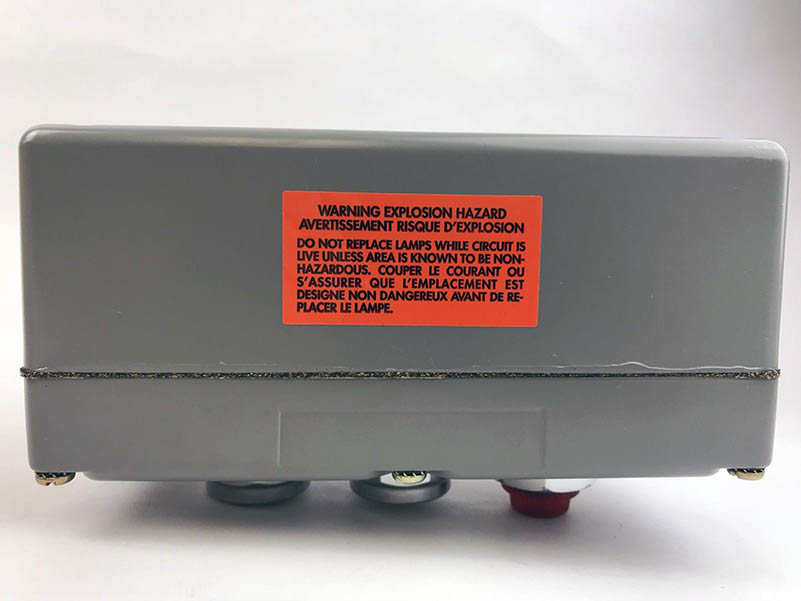 WARNING EXPLOSION HAZARD
AVERTISSEMENT RISQUE D'EXPLOSION
DO NOT REPLACE LAMPS WHILE CIRCUIT IS
LIVE UNLESS AREA IS KNOWN TO BE NON-
HAZARDOUS. COUPER LE COURANT OU
S'ASSURER QUE L'EMPLACEMENT EST
DESIGNE NON DANGEREUX AVANT DE RE-
PLACER LE LAMPE.